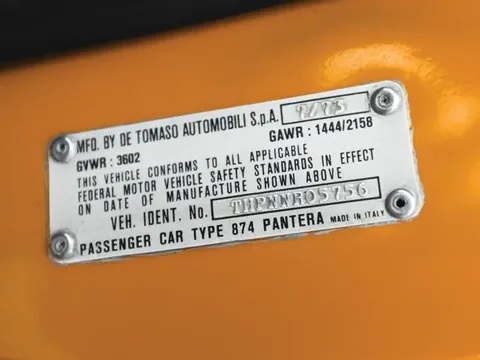 MFD. BY DE TOMASO AUTOMOBILI S.p.A. 7/73
GVWR : 3602 GAWR : 1444/2158
THIS VEHICLE CONFORMS TO ALL APPLICABLE
FEDERAL MOTOR VEHICLE SAFETY STANDARDS IN EFFECT
ON DATE OF MANUFACTURE SHOWN ABOVE
VEH. IDENT. No. THPNNR05756
PASSENGER CAR TYPE 874 PANTERA MADE IN ITALY